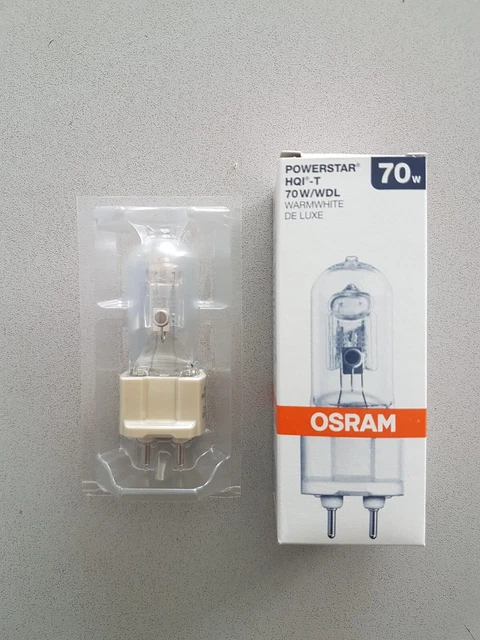 POWERSTAR®
HQI®-T
70W/WDL
WARMWHITE
DE LUXE
70W
OSRAM